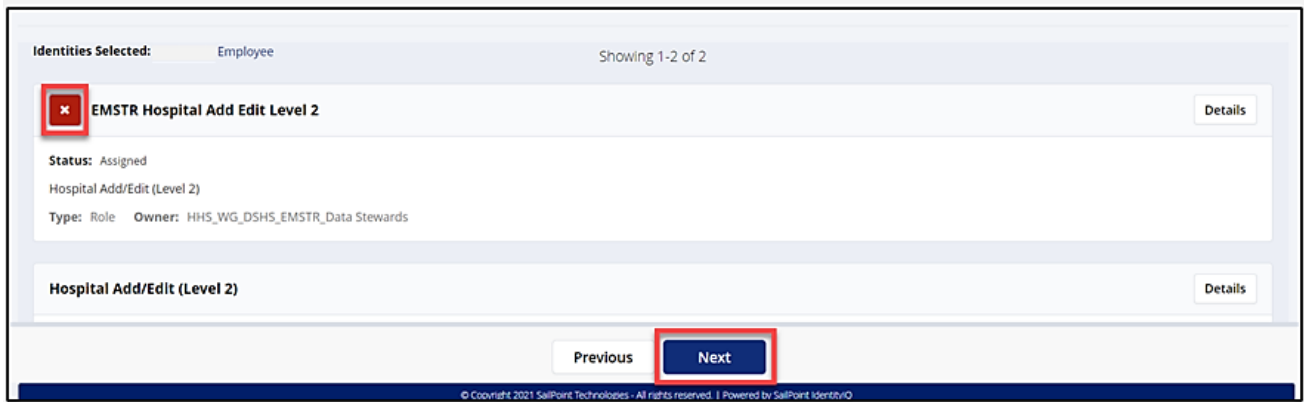 Identities Selected: Employee Showing 1-2 of 2
EMSTR Hospital Add Edit Level 2 Details
Status: Assigned
Hospital Add/Edit (Level 2)
Type: Role Owner: HHS_WG_DSHS_EMSTR_Data Stewards
Hospital Add/Edit (Level 2) Details
Previous Next
© Copyright 2021 SailPoint Technologies - All rights reserved. | Powered by SailPoint IdentityIQ